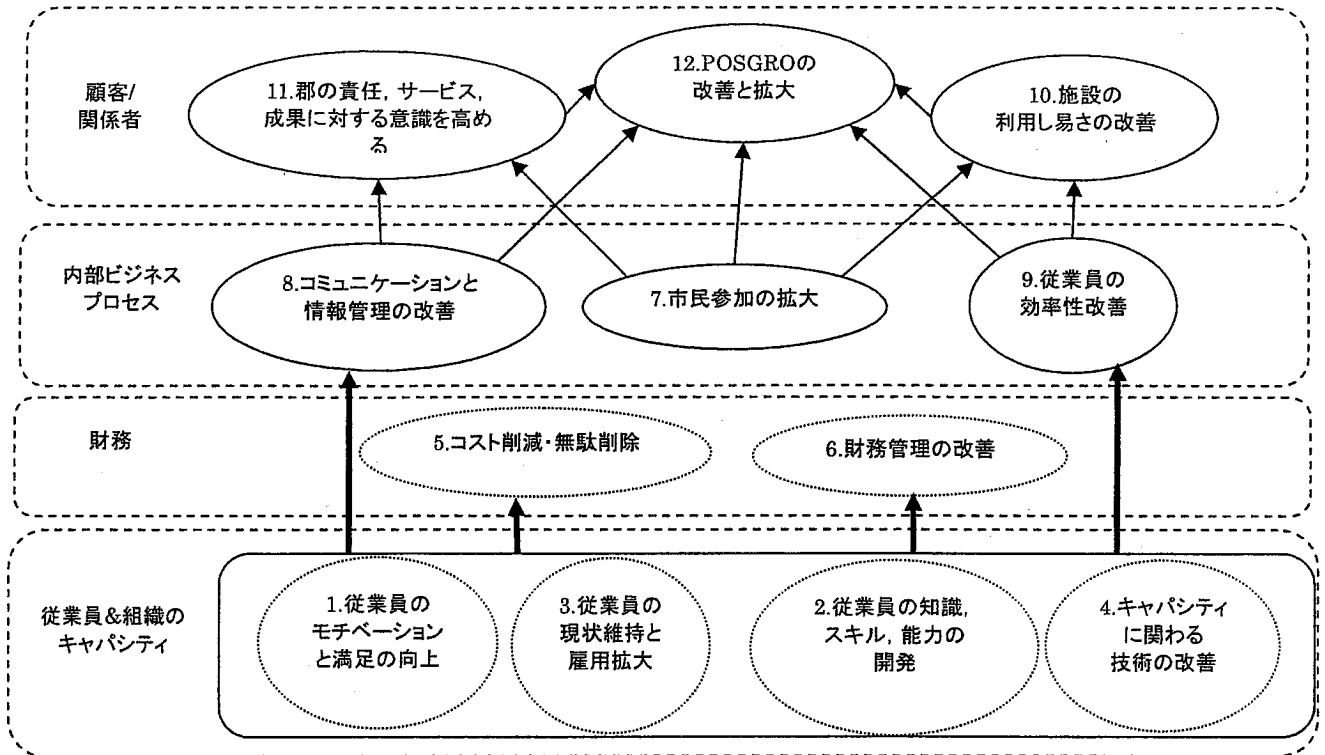 顧客/
関係者
11.郡の責任, サービス,
成果に対する意識を高め
る
12.POSGROの
改善と拡大
10.施設の
利用し易さの改善
内部ビジネス
プロセス
8.コミュニケーションと
情報管理の改善
7.市民参加の拡大
9.従業員の
効率性改善
財務
5.コスト削減・無駄削除
6.財務管理の改善
従業員&組織の
キャパシティ
1.従業員の
モチベーション
と満足の向上
3.従業員の
現状維持と
雇用拡大
2.従業員の知識,
スキル, 能力の
開発
4.キャパシティ
に関わる
技術の改善